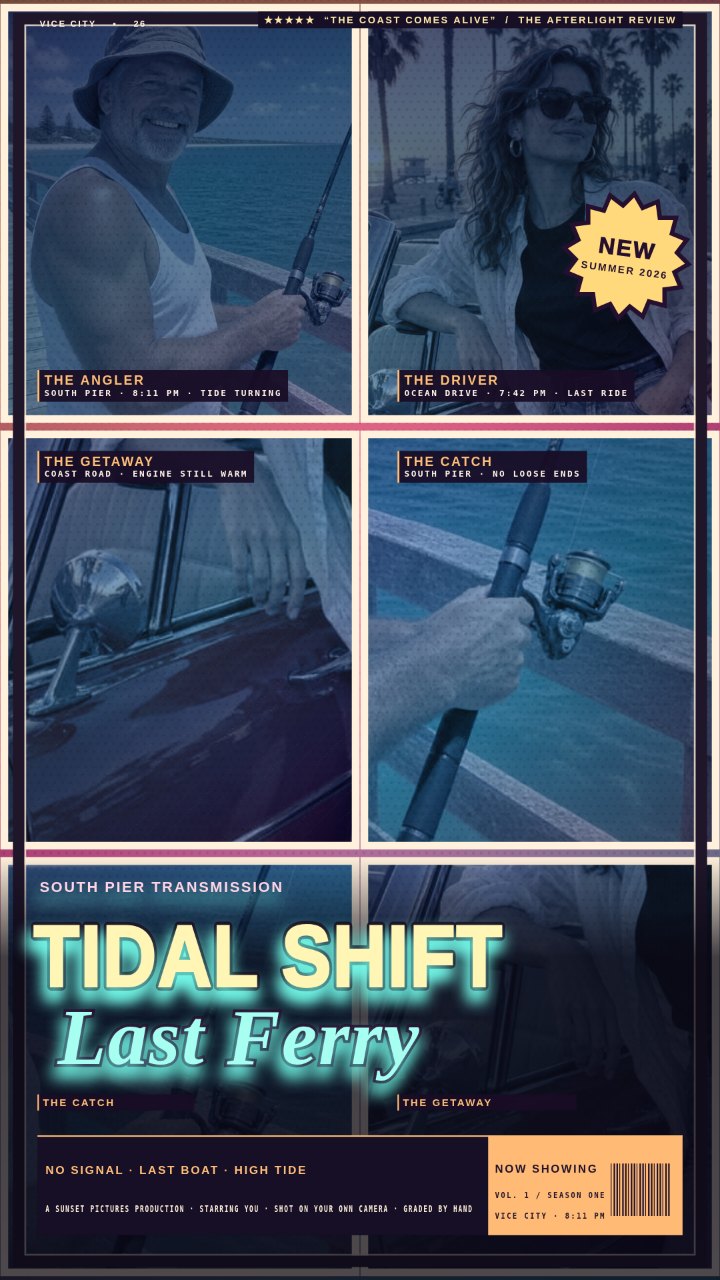 VICE CITY • 26
★★★★★ “THE COAST COMES ALIVE” / THE AFTERLIGHT REVIEW
NEW
SUMMER 2026
THE ANGLER
SOUTH PIER · 8:11 PM · TIDE TURNING
THE DRIVER
OCEAN DRIVE · 7:42 PM · LAST RIDE
THE GETAWAY
COAST ROAD · ENGINE STILL WARM
THE CATCH
SOUTH PIER · NO LOOSE ENDS
SOUTH PIER TRANSMISSION
TIDAL SHIFT
Last Ferry
THE CATCH
THE GETAWAY
NO SIGNAL · LAST BOAT · HIGH TIDE
A SUNSET PICTURES PRODUCTION · STARRING YOU · SHOT ON YOUR OWN CAMERA · GRADED BY HAND
NOW SHOWING
VOL. 1 / SEASON ONE
VICE CITY · 8:11 PM